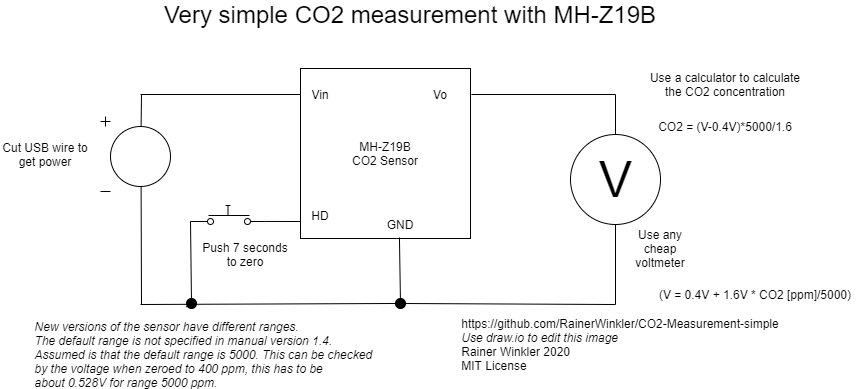 Very simple CO2 measurement with MH-Z19B
Use a calculator to calculate
the CO2 concentration
CO2 = (V-0.4V)*5000/1.6
Vin
Vo
+
Cut USB wire to
get power
MH-Z19B
CO2 Sensor
V
—
HD
GND
Push 7 seconds
to zero
Use any
cheap
voltmeter
(V = 0.4V + 1.6V * CO2 [ppm]/5000)
New versions of the sensor have different ranges.
The default range is not specified in manual version 1.4.
Assumed is that the default range is 5000. This can be checked
by the voltage when zeroed to 400 ppm, this has to be
about 0.528V for range 5000 ppm.
https://github.com/RainerWinkler/CO2-Measurement-simple
Use draw.io to edit this image
Rainer Winkler 2020
MIT License